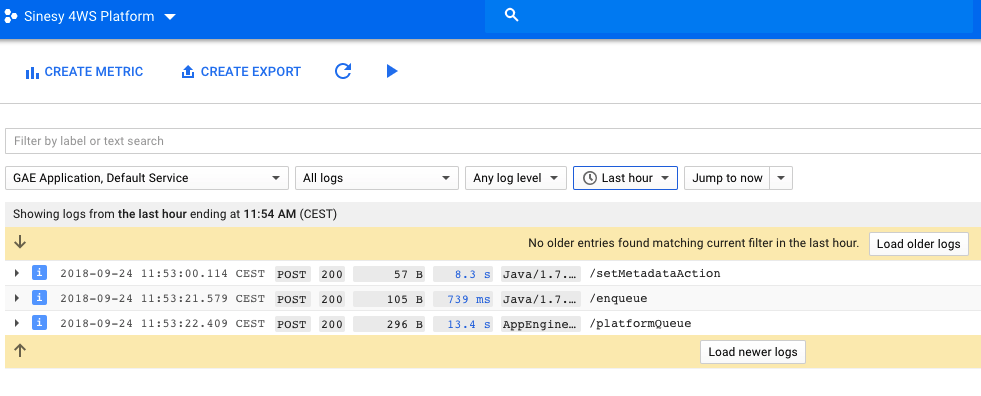 Sinesy 4WS Platform
CREATE METRIC CREATE EXPORT
Filter by label or text search
GAE Application, Default Service All logs Any log level Last hour Jump to now
Showing logs from the last hour ending at 11:54 AM (CEST)
No older entries found matching current filter in the last hour. Load older logs
i 2018-09-24 11:53:00.114 CEST POST 200 57 B 8.3 s Java/1.7... /setMetadataAction
i 2018-09-24 11:53:21.579 CEST POST 200 105 B 739 ms Java/1.7... /enqueue
i 2018-09-24 11:53:22.409 CEST POST 200 296 B 13.4 s AppEngine... /platformQueue
Load newer logs